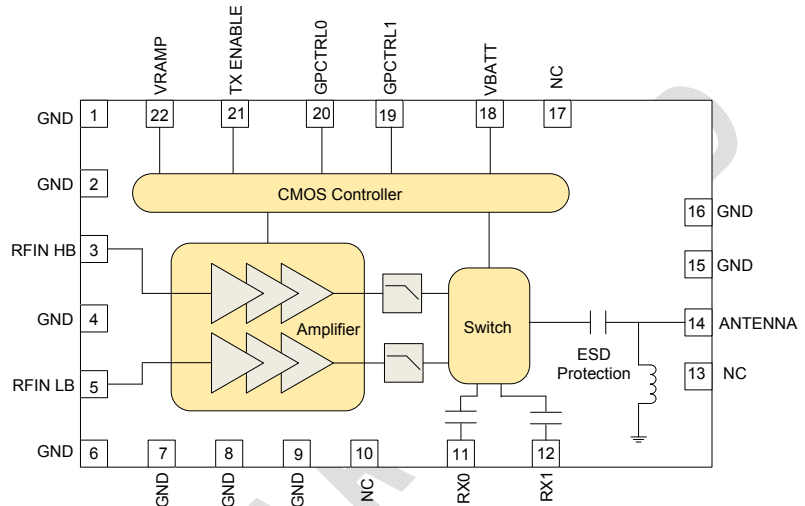 VRAMP
TX ENABLE
GPCTRL0
GPCTRL1
VBATT
NC
GND 1
22
21
20
19
18
17
GND 2
CMOS Controller
16 GND
RFIN HB 3
15 GND
GND 4
Amplifier
Switch
14 ANTENNA
ESD
Protection
RFIN LB 5
13 NC
GND 6
7
8
9
10
11
12
GND
GND
GND
NC
RX0
RX1